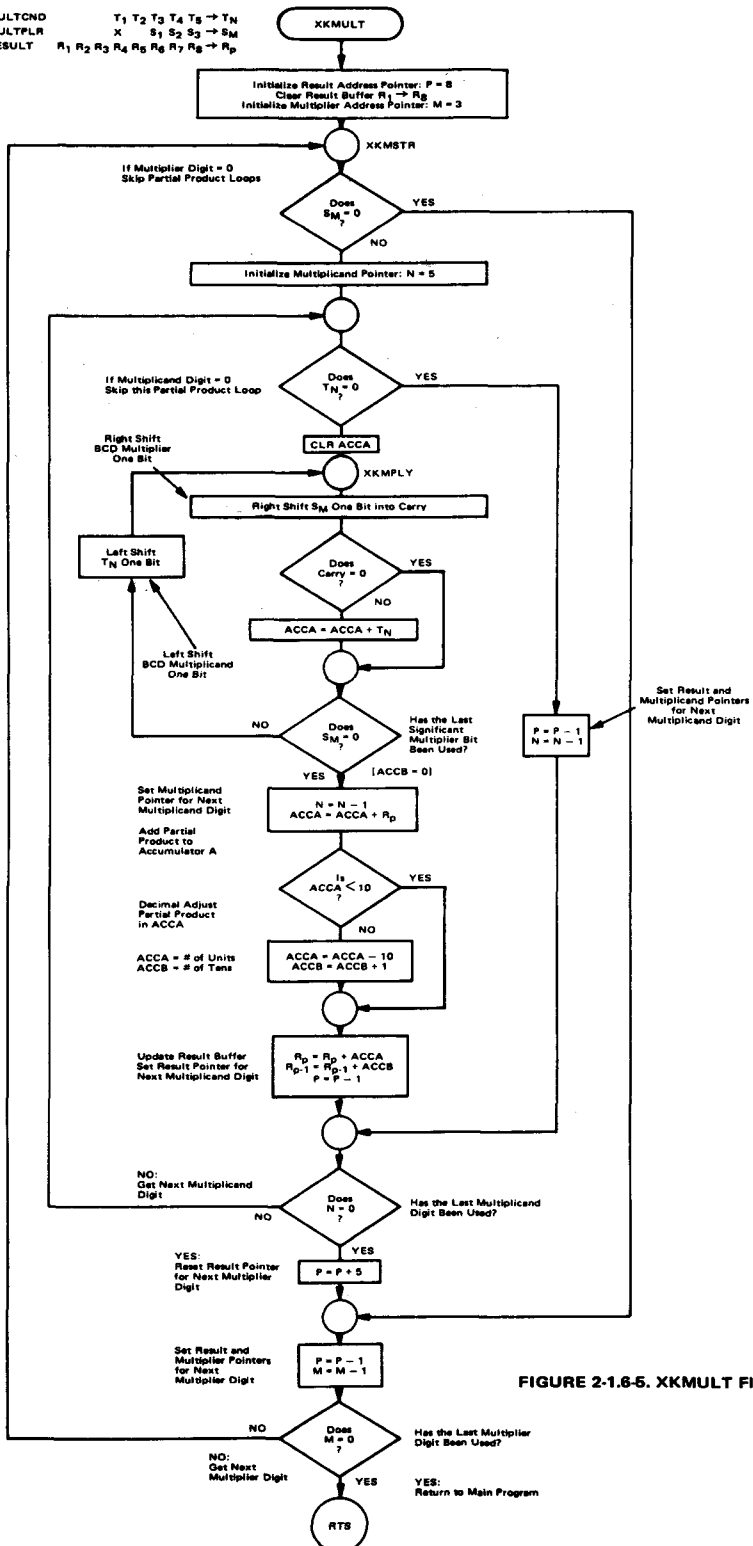 ULTCND T1 T2 T3 T4 T5 → TN
ULTPLR X S1 S2 S3 → SM
ESULT R1 R2 R3 R4 R5 R6 R7 R8 → Rp
XKMULT
Initialize Result Address Pointer: P = 8
Clear Result Buffer R1 → R8
Initialize Multiplier Address Pointer: M = 3
XKMSTR
If Multiplier Digit = 0
Skip Partial Product Loops
Does
SM = 0
?
YES
NO
Initialize Multiplicand Pointer: N = 5
If Multiplicand Digit = 0
Skip this Partial Product Loop
Does
TN = 0
?
YES
CLR ACCA
Right Shift
BCD Multiplier
One Bit
XKMPLY
Right Shift SM One Bit into Carry
Left Shift
TN One Bit
Does
Carry = 0
?
YES
NO
ACCA = ACCA + TN
Left Shift
BCD Multiplicand
One Bit
Does
SM = 0
?
NO
Has the Last
Significant
Multiplier Bit
Been Used?
YES
[ACCB = 0]
Set Result and
Multiplicand Pointers
for Next
Multiplicand Digit
P = P - 1
N = N - 1
Set Multiplicand
Pointer for Next
Multiplicand Digit
N = N - 1
ACCA = ACCA + Rp
Add Partial
Product to
Accumulator A
Is
ACCA < 10
?
YES
NO
Decimal Adjust
Partial Product
in ACCA
ACCA = # of Units
ACCB = # of Tens
ACCA = ACCA - 10
ACCB = ACCB + 1
Update Result Buffer
Set Result Pointer for
Next Multiplicand Digit
Rp = Rp + ACCA
Rp-1 = Rp-1 + ACCB
P = P - 1
NO:
Get Next Multiplicand
Digit
NO
Does
N = 0
?
Has the Last Multiplicand
Digit Been Used?
YES
YES:
Reset Result Pointer
for Next Multiplier
Digit
P = P + 5
Set Result and
Multiplier Pointers
for Next
Multiplier Digit
P = P - 1
M = M - 1
FIGURE 2-1.6-5. XKMULT FI
NO
Does
M = 0
?
Has the Last Multiplier
Digit Been Used?
NO:
Get Next
Multiplier Digit
YES
YES:
Return to Main Program
RTS